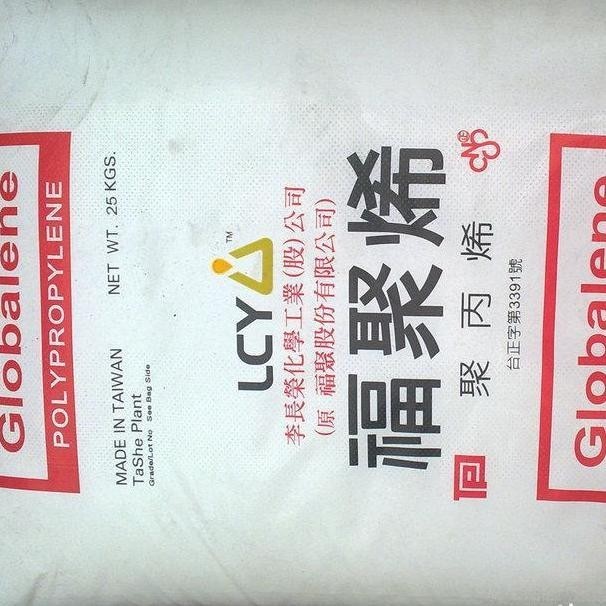 Globalene
POLYPROPYLENE
MADE IN TAIWAN NET WT. 25 KGS.
TaShe Plant
Grade/Lot No See Bag Side
LCY™
李長榮化學工業(股)公司
(原 福聚股份有限公司)
福聚烯
聚丙烯
台正字第3391號
Globalene